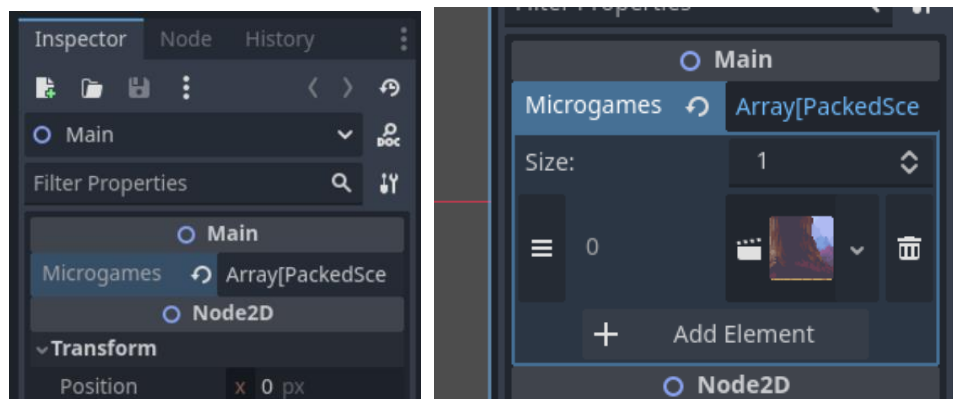 Inspector Node History
DOC
Main
Filter Properties
Main
Microgames Array[PackedSce
Node2D
Transform
Position x 0 px
Filter Properties
Main
Microgames Array[PackedSce
Size: 1
0
Add Element
Node2D